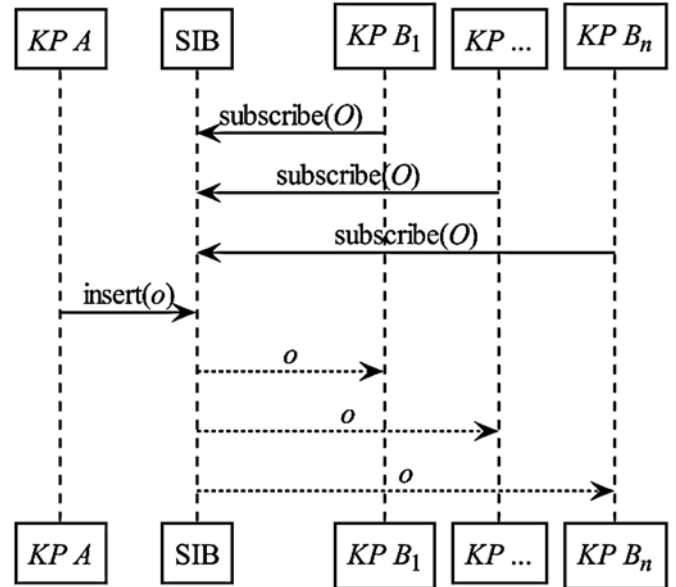 KP A SIB KP B₁ KP ... KP Bₙ
subscribe(O)
subscribe(O)
subscribe(O)
insert(o)
o
o
o
KP A SIB KP B₁ KP ... KP Bₙ